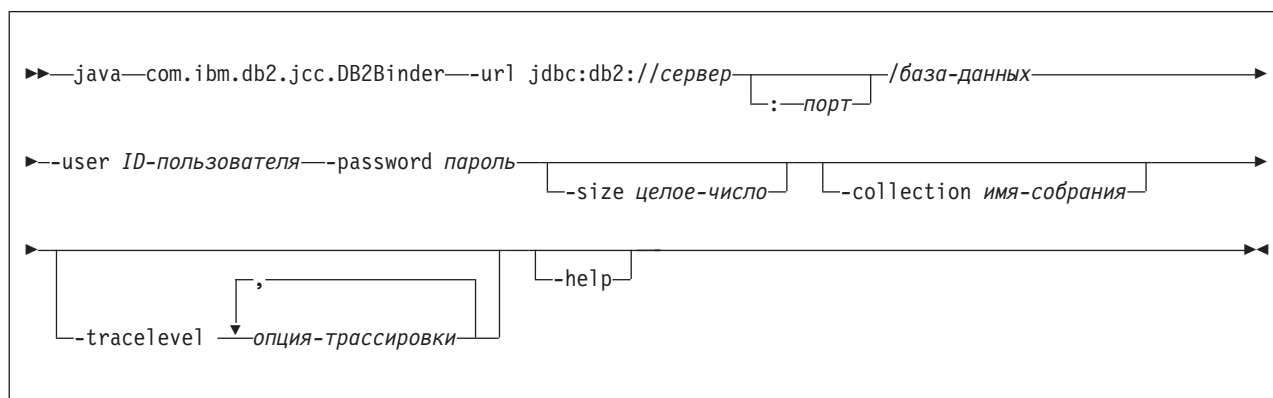 java com.ibm.db2.jcc.DB2Binder -url jdbc:db2://сервер /база-данных
: порт
-user ID-пользователя -password пароль
-size целое-число -collection имя-собрания
,
-help
-tracelevel опция-трассировки